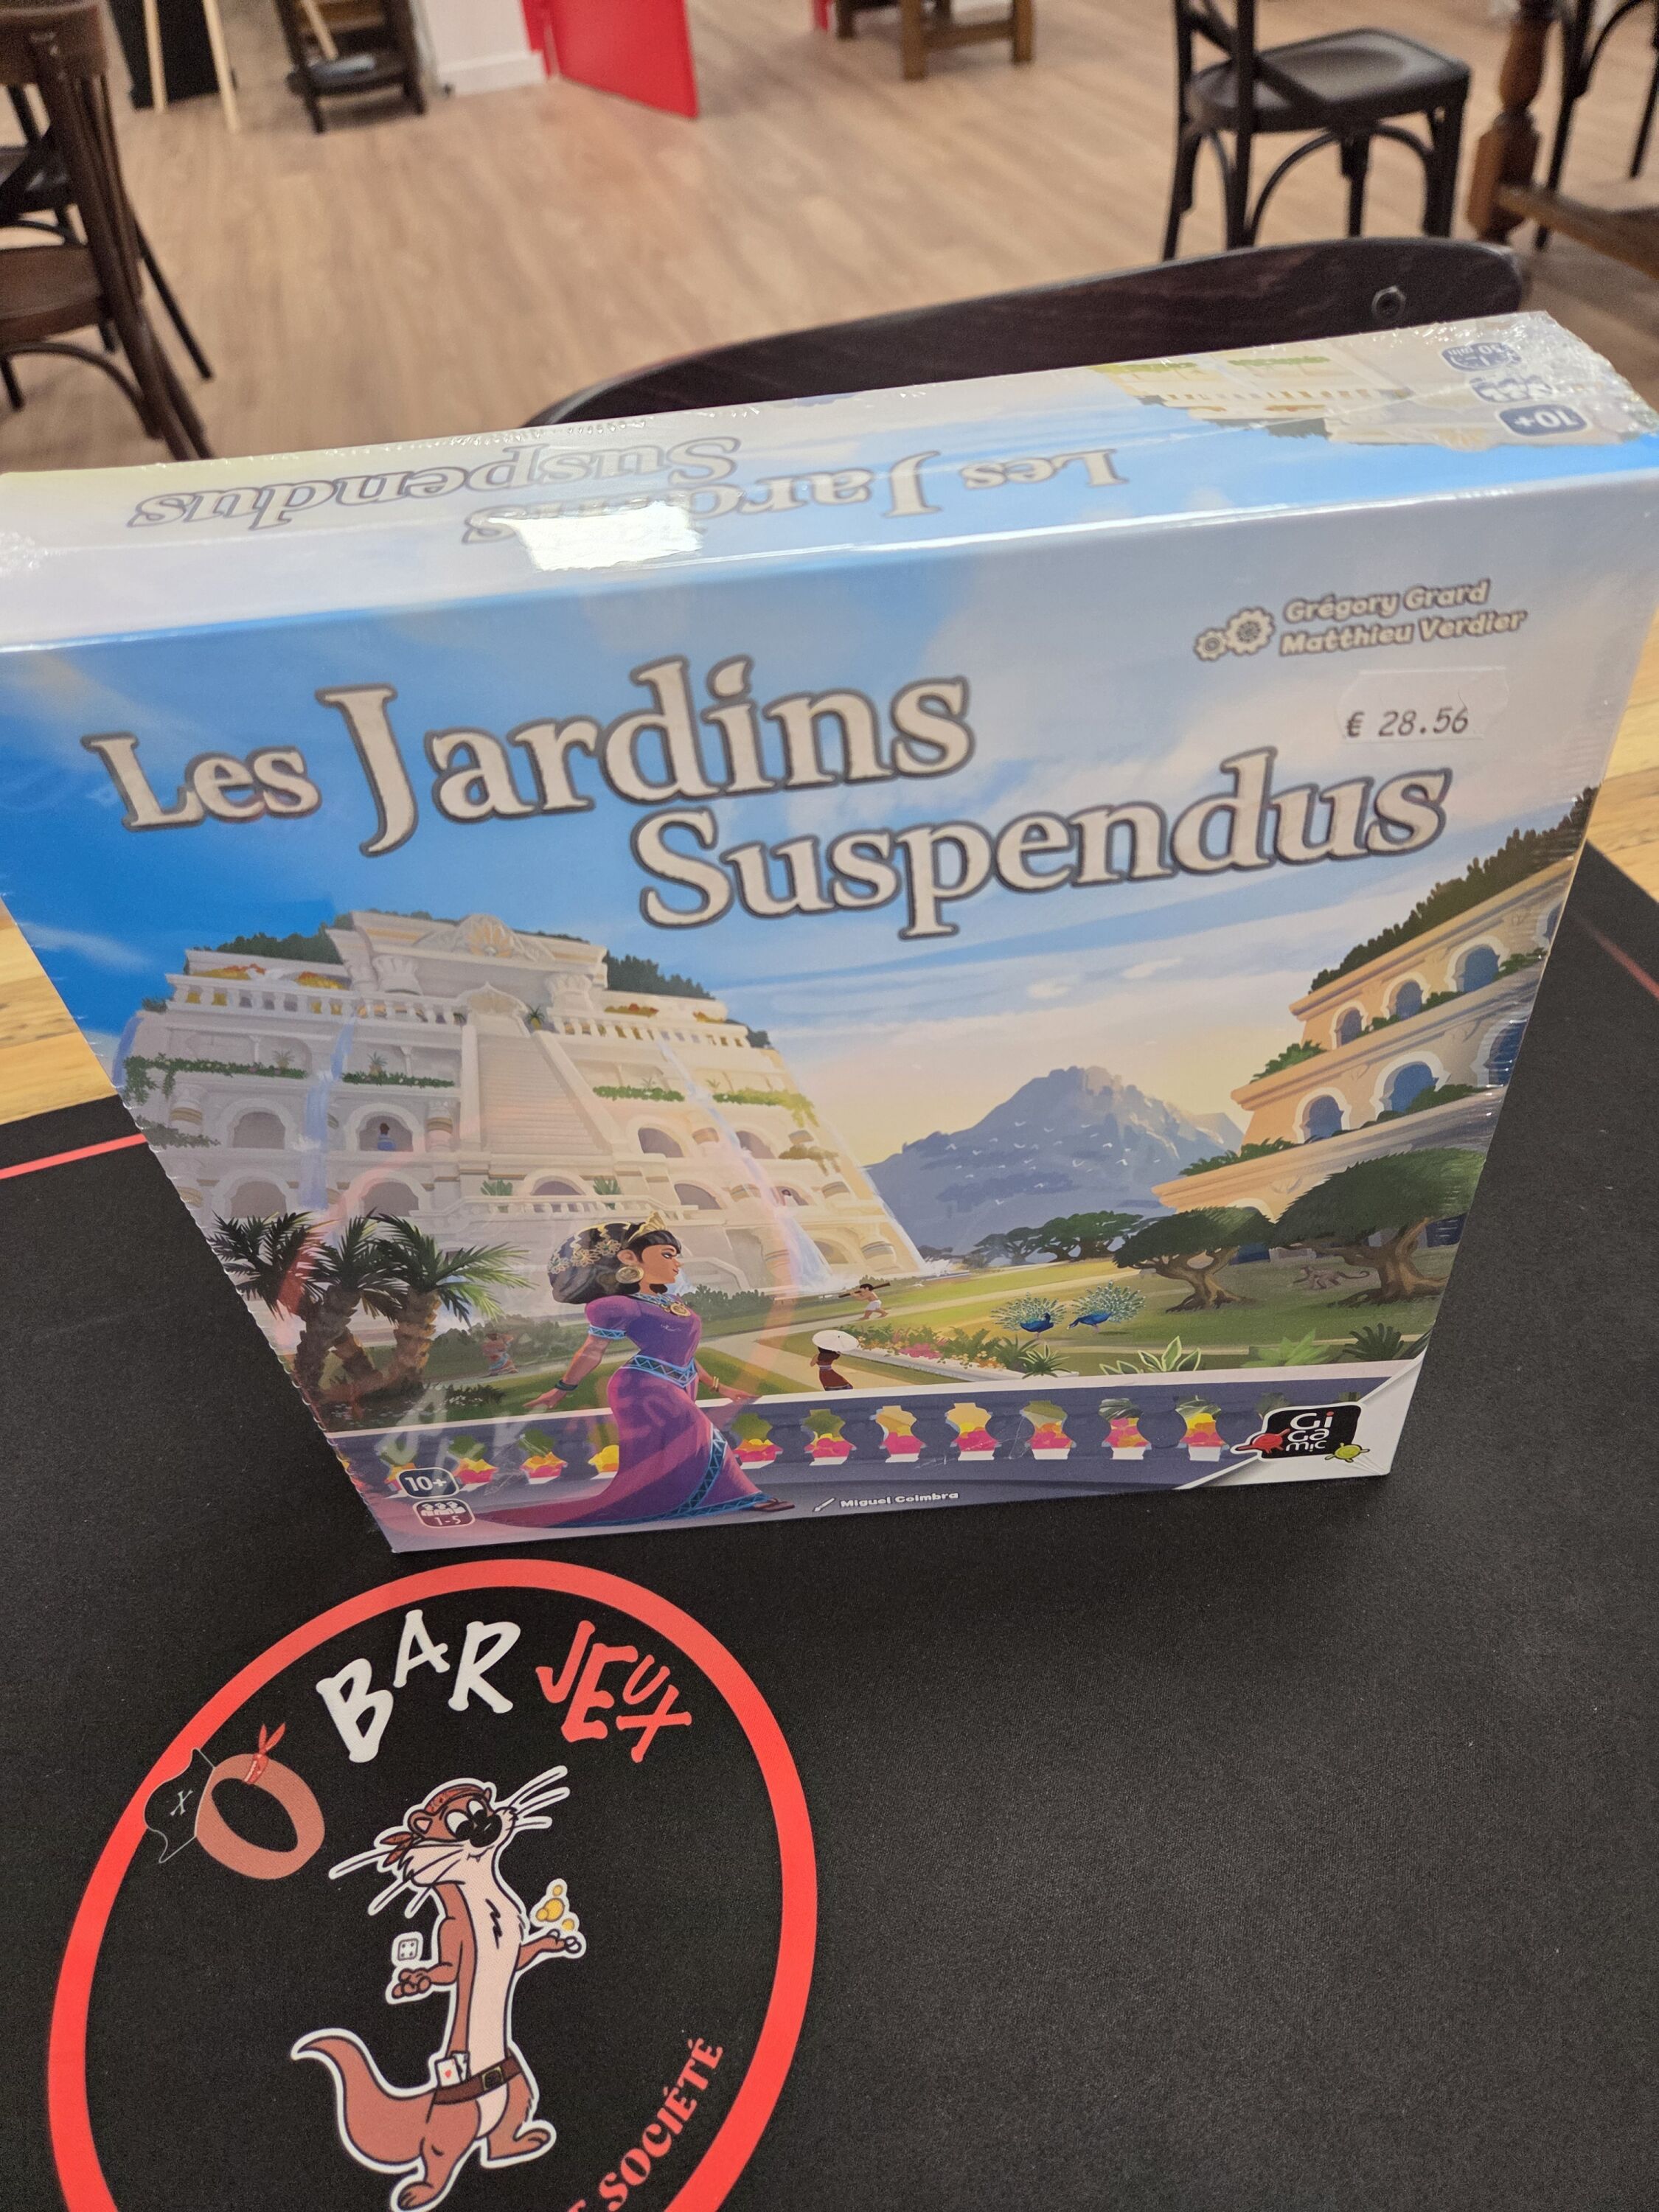 Les Jardins
Suspendus
10+
Grégory Grard
Matthieu Verdier
€ 28.56
Les Jardins
Suspendus
GiGamic
10+
1-5
Miguel Coimbra
BAR JEUX
SOCIÉTÉ